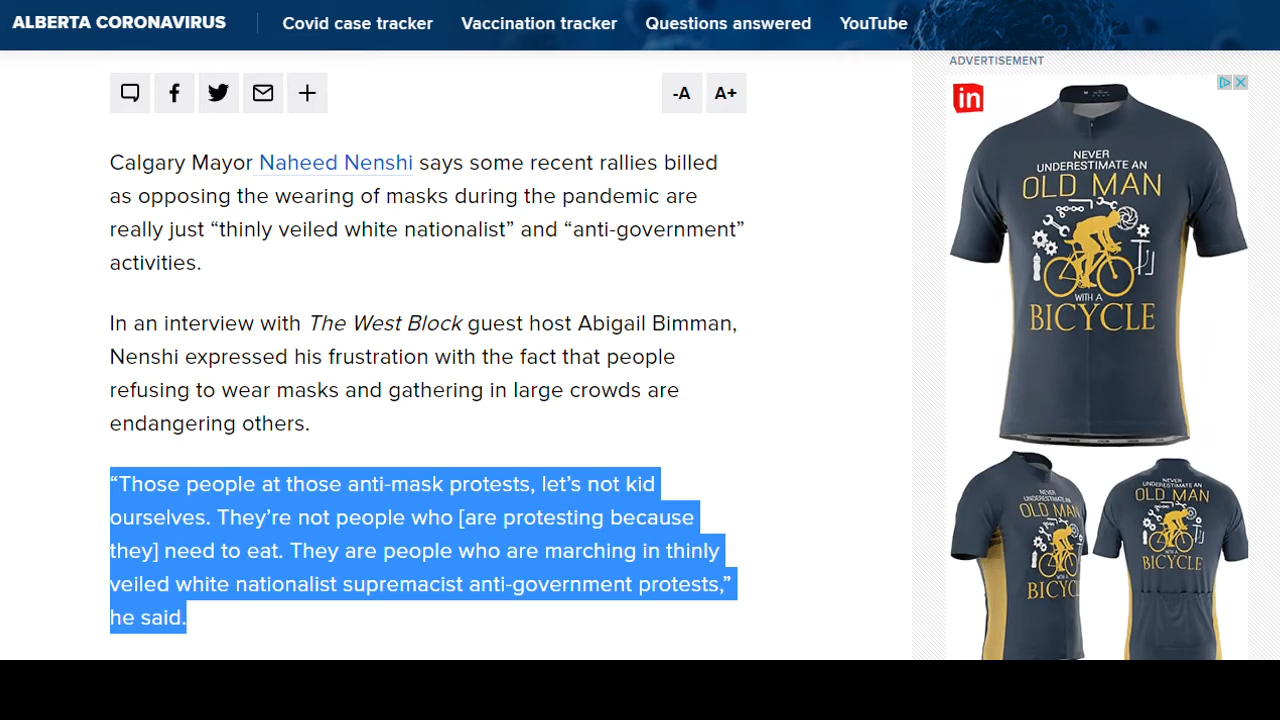 ALBERTA CORONAVIRUS
Covid case tracker
Vaccination tracker
Questions answered
YouTube
-A
A+
Calgary Mayor Naheed Nenshi says some recent rallies billed
as opposing the wearing of masks during the pandemic are
really just “thinly veiled white nationalist” and “anti-government”
activities.
In an interview with The West Block guest host Abigail Bimman,
Nenshi expressed his frustration with the fact that people
refusing to wear masks and gathering in large crowds are
endangering others.
“Those people at those anti-mask protests, let’s not kid
ourselves. They’re not people who [are protesting because
they] need to eat. They are people who are marching in thinly
veiled white nationalist supremacist anti-government protests,”
he said.
ADVERTISEMENT
in
NEVER
UNDERESTIMATE AN
OLD MAN
WITH A
BICYCLE
NEVER
UNDERESTIMATE AN
OLD MAN
WITH A
BICYCLE
NEVER
UNDERESTIMATE AN
OLD MAN
WITH A
BICYCLE